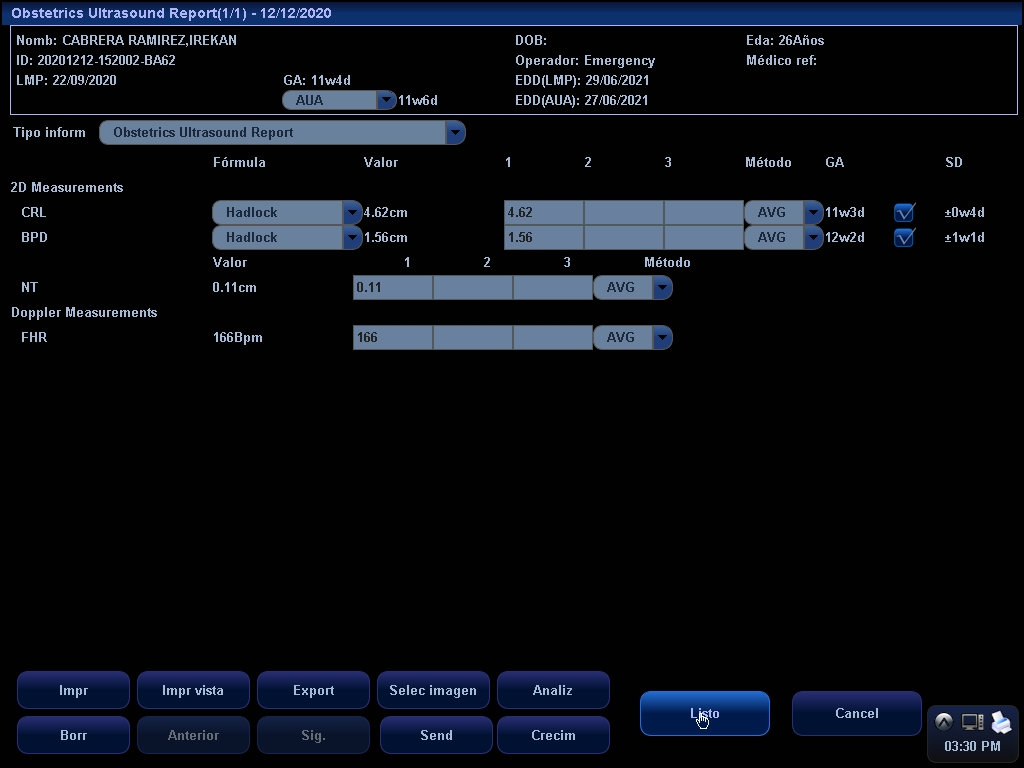 Obstetrics Ultrasound Report(1/1) - 12/12/2020
Nomb: CABRERA RAMIREZ,IREKAN DOB: Eda: 26Años
ID: 20201212-152002-BA62 Operador: Emergency Médico ref:
LMP: 22/09/2020 GA: 11w4d EDD(LMP): 29/06/2021
AUA 11w6d EDD(AUA): 27/06/2021
Tipo inform Obstetrics Ultrasound Report
Fórmula Valor 1 2 3 Método GA SD
2D Measurements
CRL Hadlock 4.62cm 4.62 AVG 11w3d ±0w4d
BPD Hadlock 1.56cm 1.56 AVG 12w2d ±1w1d
Valor 1 2 3 Método
NT 0.11cm 0.11 AVG
Doppler Measurements
FHR 166Bpm 166 AVG
Impr Impr vista Export Selec imagen Analiz
Listo Cancel
Borr Anterior Sig. Send Crecim
03:30 PM